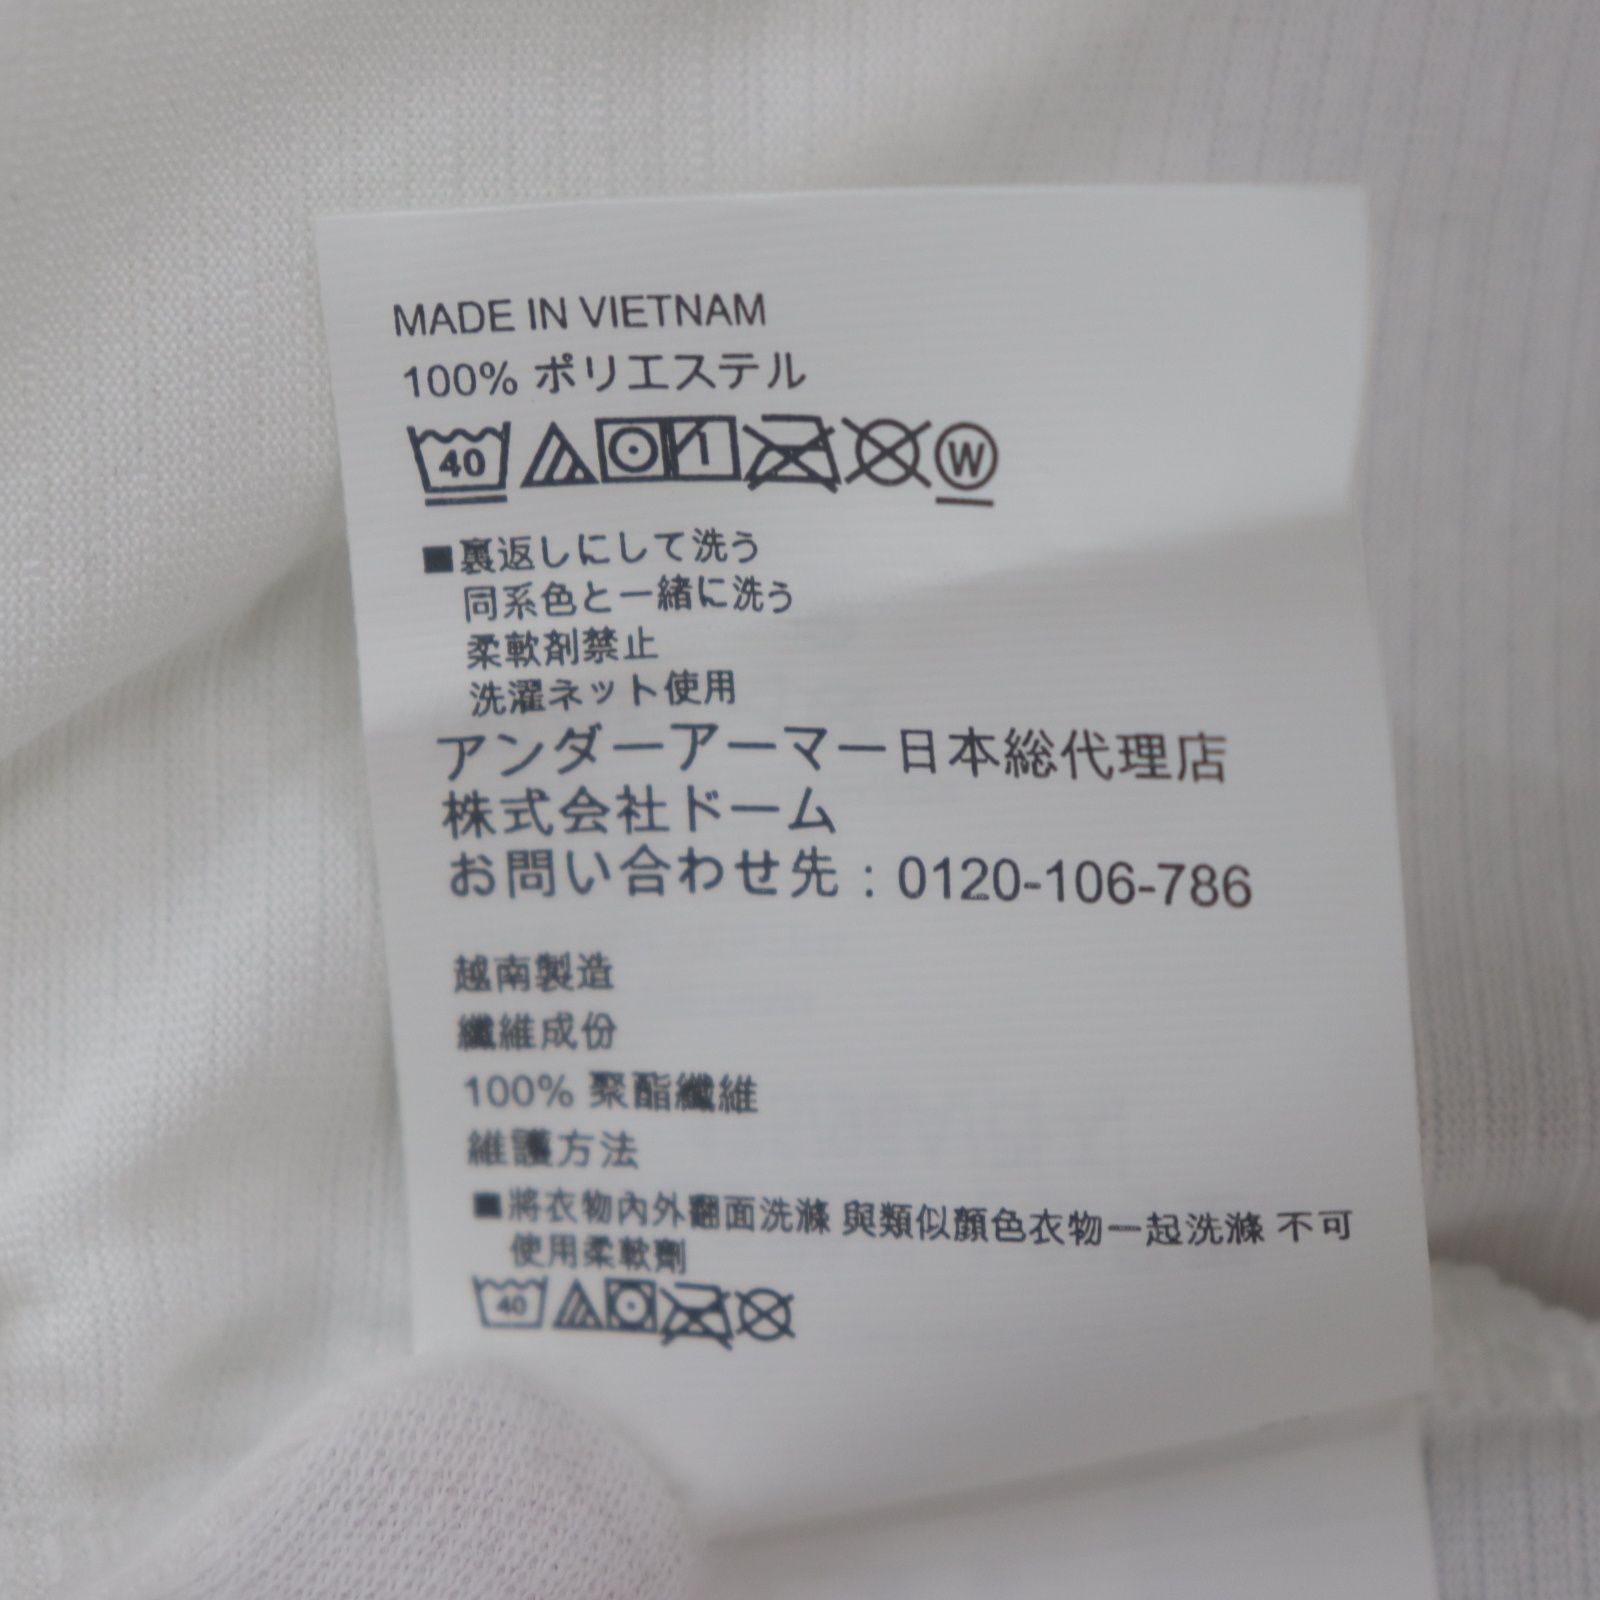 MADE IN VIETNAM
100% ポリエステル
40 W
■裏返しにして洗う
同系色と一緒に洗う
柔軟剤禁止
洗濯ネット使用
アンダーアーマー日本総代理店
株式会社ドーム
お問い合わせ先：0120-106-786
越南製造
纖維成份
100% 聚酯纖維
維護方法
■將衣物內外翻面洗滌 與類似顏色衣物一起洗滌 不可
使用柔軟劑
40